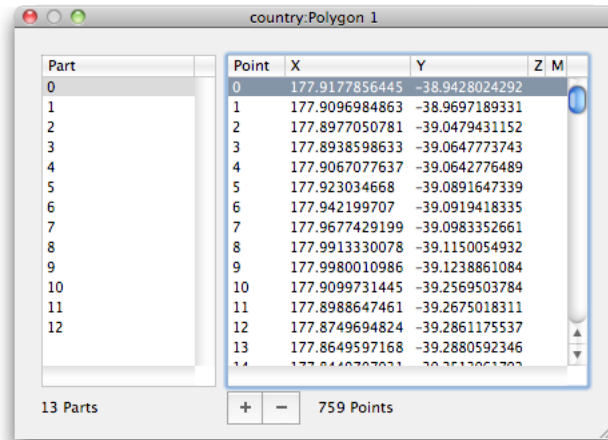 country:Polygon 1
Part
0
1
2
3
4
5
6
7
8
9
10
11
12
13 Parts
Point X Y Z M
0 177.9177856445 -38.9428024292
1 177.9096984863 -38.9697189331
2 177.8977050781 -39.0479431152
3 177.8938598633 -39.0647773743
4 177.9067077637 -39.0642776489
5 177.923034668 -39.0891647339
6 177.942199707 -39.0919418335
7 177.9677429199 -39.0983352661
8 177.9913330078 -39.1150054932
9 177.9980010986 -39.1238861084
10 177.9099731445 -39.2569503784
11 177.8988647461 -39.2675018311
12 177.8749694824 -39.2861175537
13 177.8649597168 -39.2880592346
+ − 759 Points